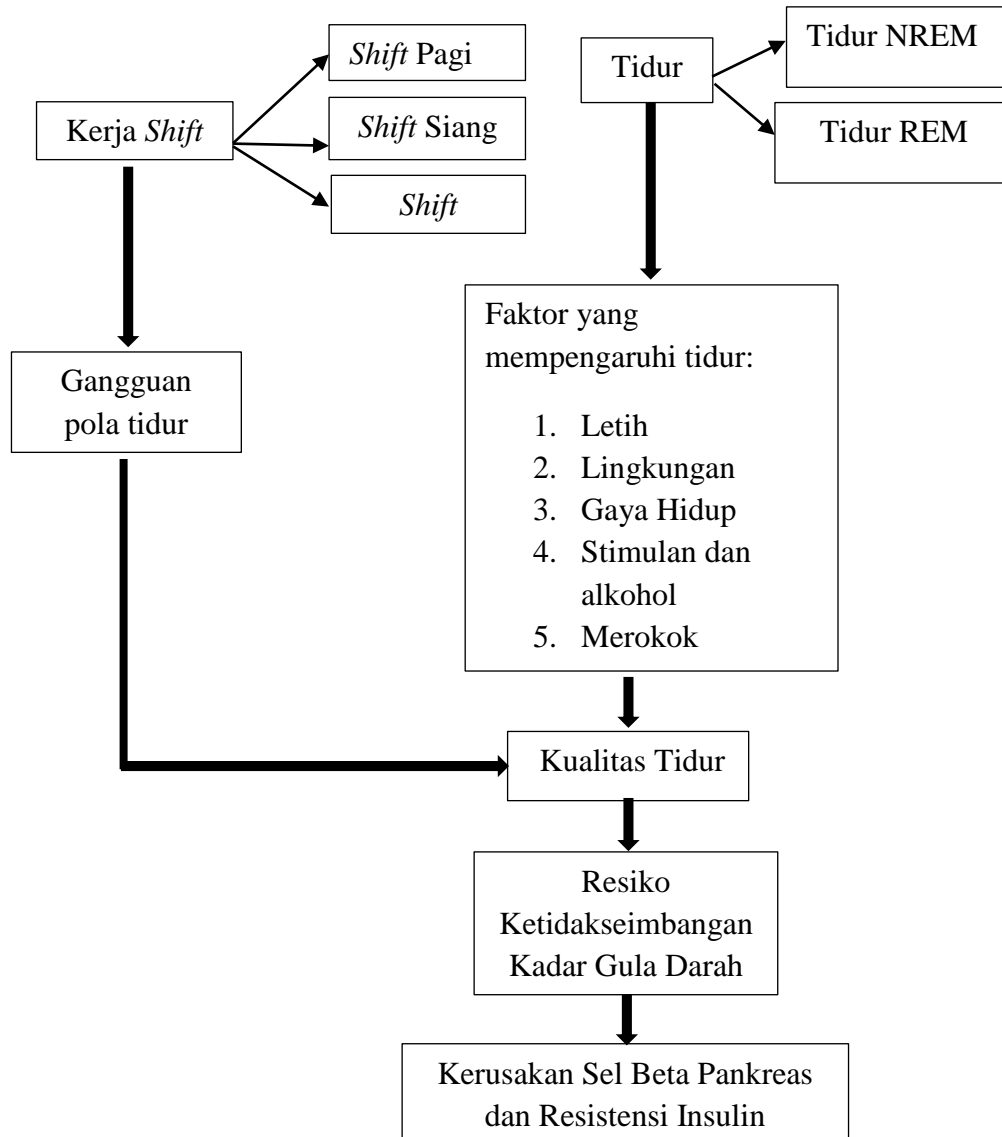 Shift Pagi
Kerja Shift
Shift Siang
Shift
Gangguan
pola tidur
Tidur
Tidur NREM
Tidur REM
Faktor yang
mempengaruhi tidur:
1. Letih
2. Lingkungan
3. Gaya Hidup
4. Stimulan dan
alkohol
5. Merokok
Kualitas Tidur
Resiko
Ketidakseimbangan
Kadar Gula Darah
Kerusakan Sel Beta Pankreas
dan Resistensi Insulin